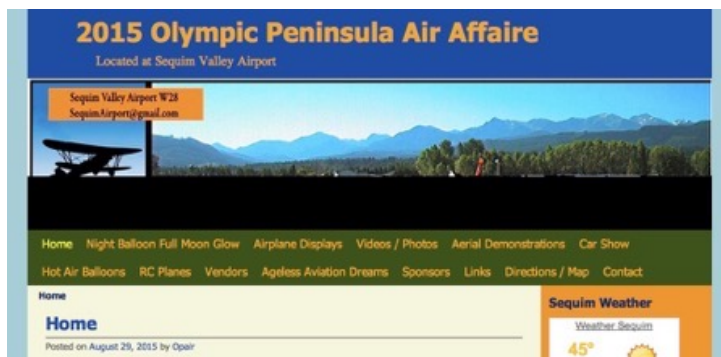 2015 Olympic Peninsula Air Affaire
Located at Sequim Valley Airport
Sequim Valley Airport W28
SequimAirport@gmail.com
Home Night Balloon Full Moon Glow Airplane Displays Videos / Photos Aerial Demonstrations Car Show
Hot Air Balloons RC Planes Vendors Ageless Aviation Dreams Sponsors Links Directions / Map Contact
Home
Home
Posted on August 29, 2015 by Opair
Sequim Weather
Weather Sequim
45°